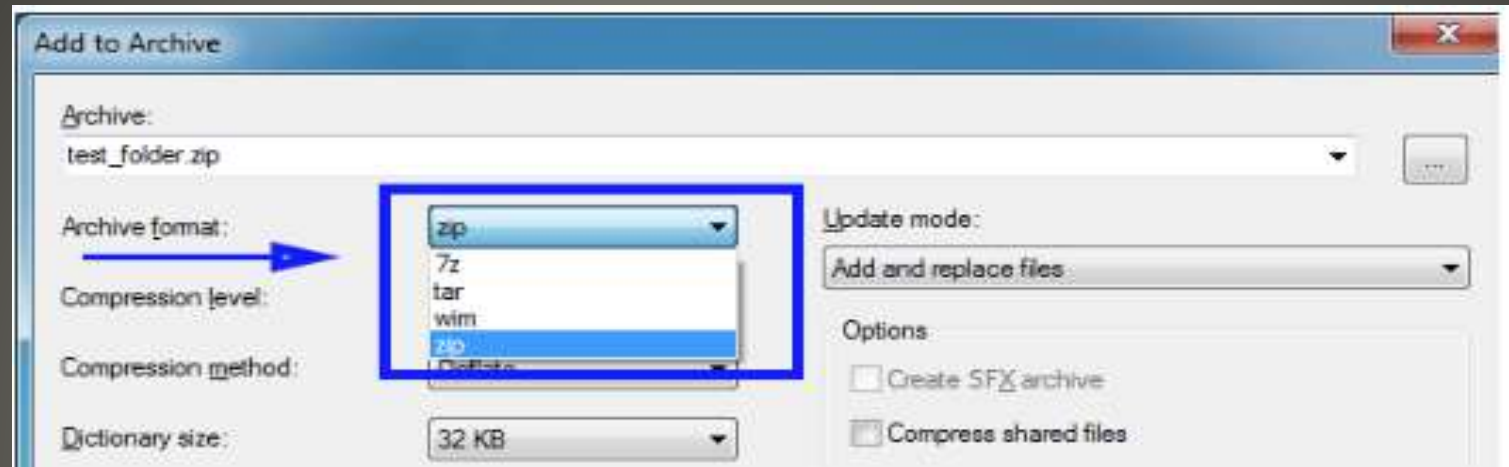 Add to Archive
Archive:
test_folder.zip
...
Archive format:
zip
Update mode:
7z
Add and replace files
tar
Compression level:
wim
Options
zip
Compression method:
Deflate
Create SFX archive
Dictionary size:
32 KB
Compress shared files